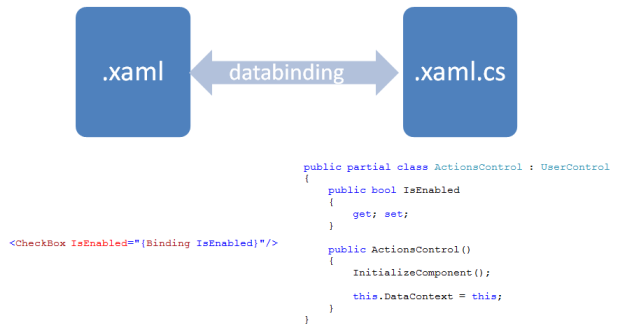 .xaml
databinding
.xaml.cs
<CheckBox IsEnabled="{Binding IsEnabled}"/>
public partial class ActionsControl : UserControl
{
    public bool IsEnabled
    {
        get; set;
    }
    public ActionsControl()
    {
        InitializeComponent();
        this.DataContext = this;
    }
}